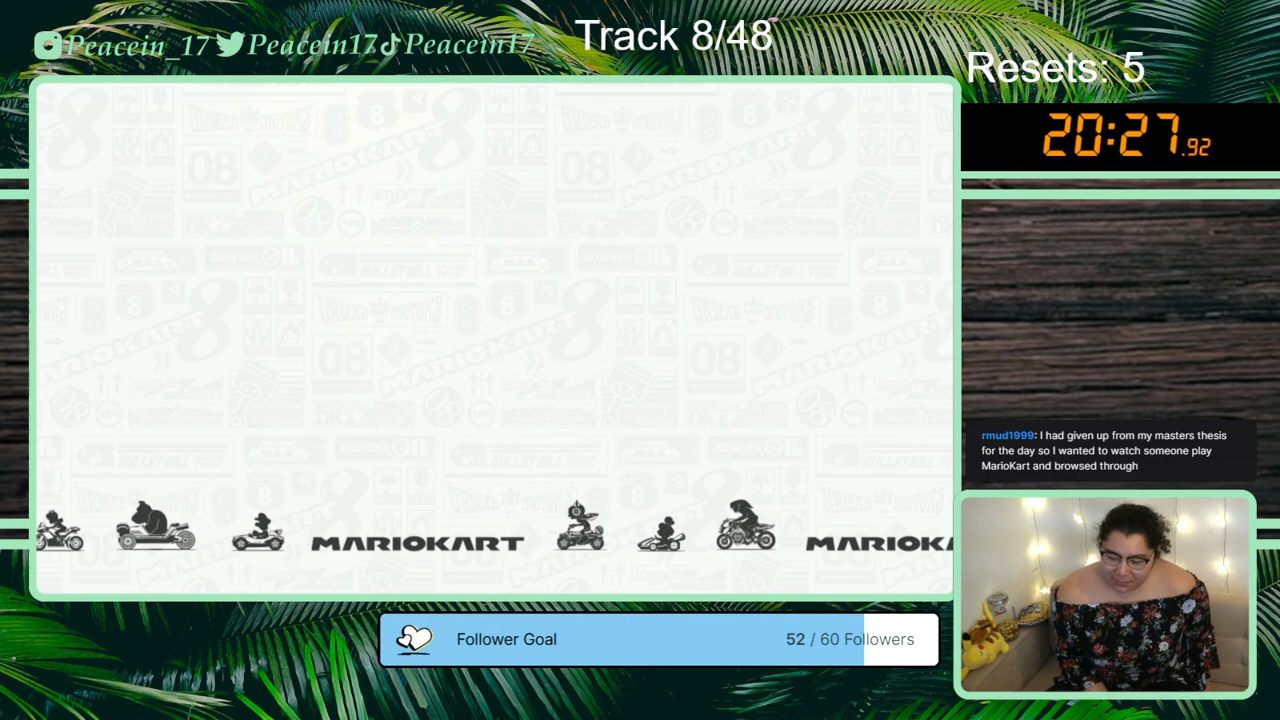 Peacein_17 Peacein17 Peacein17
Track 8/48
Resets: 5
20:27.92
rmud1999: I had given up from my masters thesis
for the day so I wanted to watch someone play
MarioKart and browsed through
MARIOKART
MARIOKA
Follower Goal
52 / 60 Followers